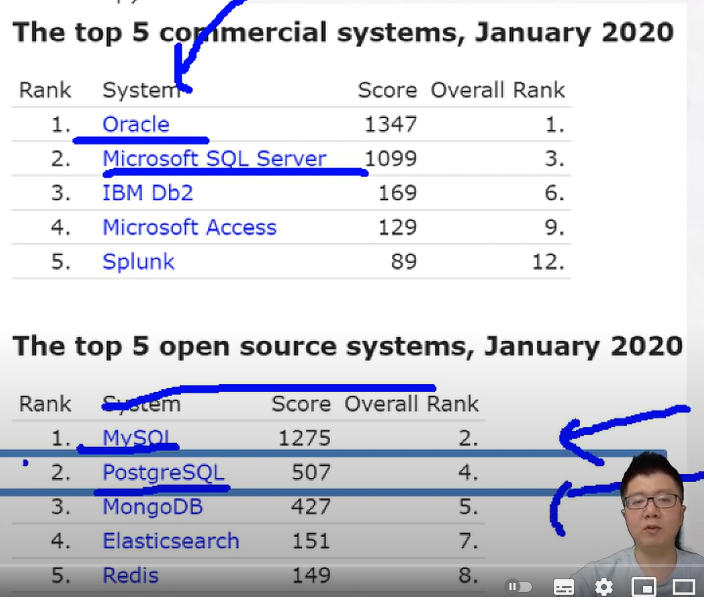 The top 5 commercial systems, January 2020
Rank System Score Overall Rank
1. Oracle 1347 1.
2. Microsoft SQL Server 1099 3.
3. IBM Db2 169 6.
4. Microsoft Access 129 9.
5. Splunk 89 12.
The top 5 open source systems, January 2020
Rank System Score Overall Rank
1. MySQL 1275 2.
2. PostgreSQL 507 4.
3. MongoDB 427 5.
4. Elasticsearch 151 7.
5. Redis 149 8.